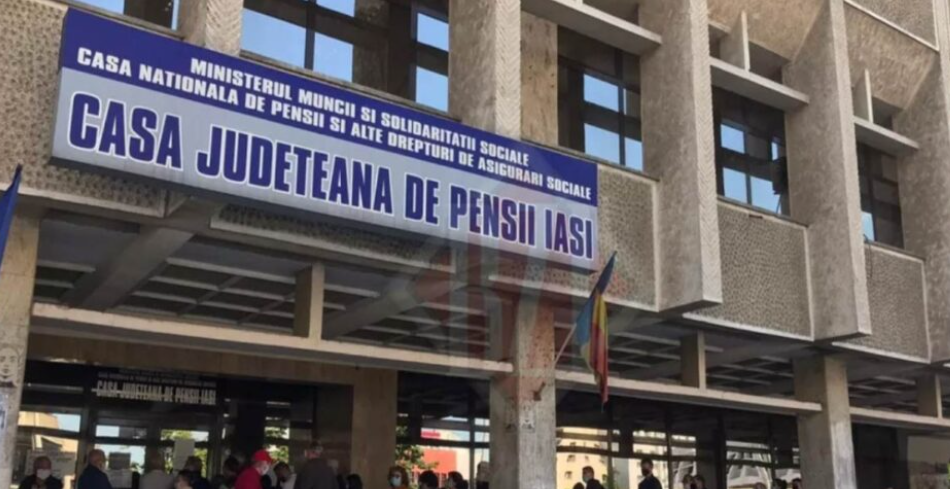 MINISTERUL MUNCII SI SOLIDARITATII SOCIALE
CASA NATIONALA DE PENSII SI ALTE DREPTURI DE ASIGURARI SOCIALE
CASA JUDETEANA DE PENSII IASI
CASA JUDETEANA DE PENSII IASI